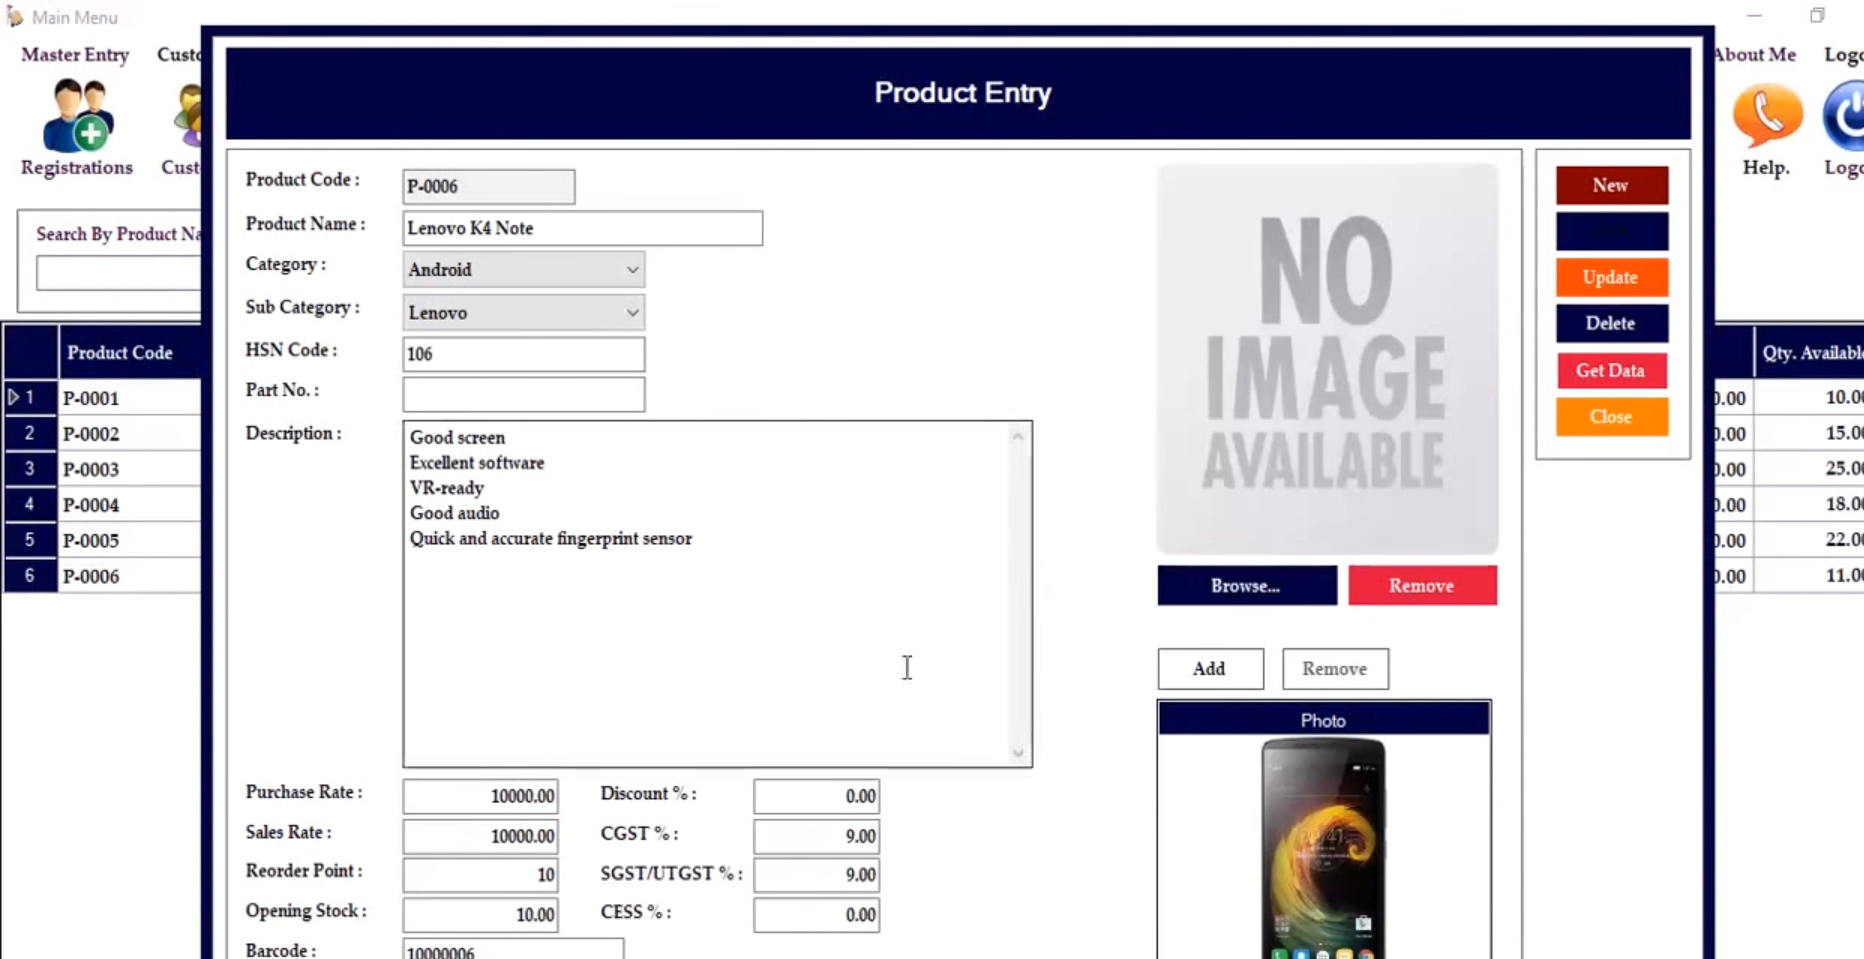 Main Menu
Master Entry
Custo
About Me
Logo
Registrations
Cust
Help.
Logo
Product Entry
Search By Product Na
Product Code :
P-0006
Product Name :
Lenovo K4 Note
Category :
Android
Sub Category :
Lenovo
HSN Code :
106
Part No. :
Description :
Good screen
Excellent software
VR-ready
Good audio
Quick and accurate fingerprint sensor
NO
IMAGE
AVAILABLE
Browse...
Remove
Add
Remove
Photo
New
Update
Delete
Get Data
Close
Product Code
Qty. Available
1 P-0001 0.00 10.00
2 P-0002 15.00
3 P-0003 0.00 25.00
4 P-0004 0.00 18.00
5 P-0005 0.00 22.00
6 P-0006 0.00 11.00
Purchase Rate :
10000.00
Discount % :
0.00
Sales Rate :
10000.00
CGST % :
9.00
Reorder Point :
10
SGST/UTGST % :
9.00
Opening Stock :
10.00
CESS % :
0.00
Barcode :
10000006